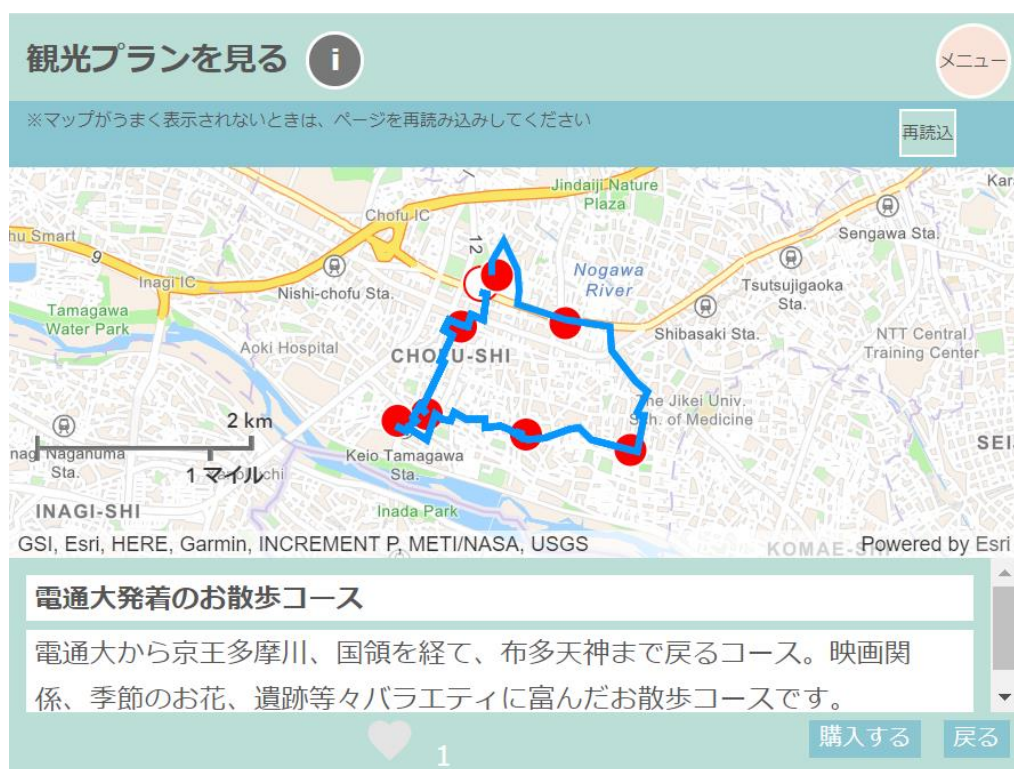 観光プランを見る i
メニュー
※マップがうまく表示されないときは、ページを再読み込みしてください
再読込
Jindaiji Nature
Plaza
Kar
Chofu IC
12
hu Smart
Sengawa Sta.
9
Nogawa
River
Inagi IC
Nishi-chofu Sta.
Tsutsujigaoka
Sta.
Tamagawa
Water Park
Shibasaki Sta.
NTT Central
Training Center
Aoki Hospital
CHOFU-SHI
The Jikei Univ.
Sch. of Medicine
2 km
SEI
nag Naganuma
Sta.
Keio Tamagawa
Sta.
1 マイル
chi
INAGI-SHI
Inada Park
GSI, Esri, HERE, Garmin, INCREMENT P, METI/NASA, USGS
KOMAE-SHI
Powered by Esri
電通大発着のお散歩コース
電通大から京王多摩川、国領を経て、布多天神まで戻るコース。映画関
係、季節のお花、遺跡等々バラエティに富んだお散歩コースです。
1
購入する
戻る